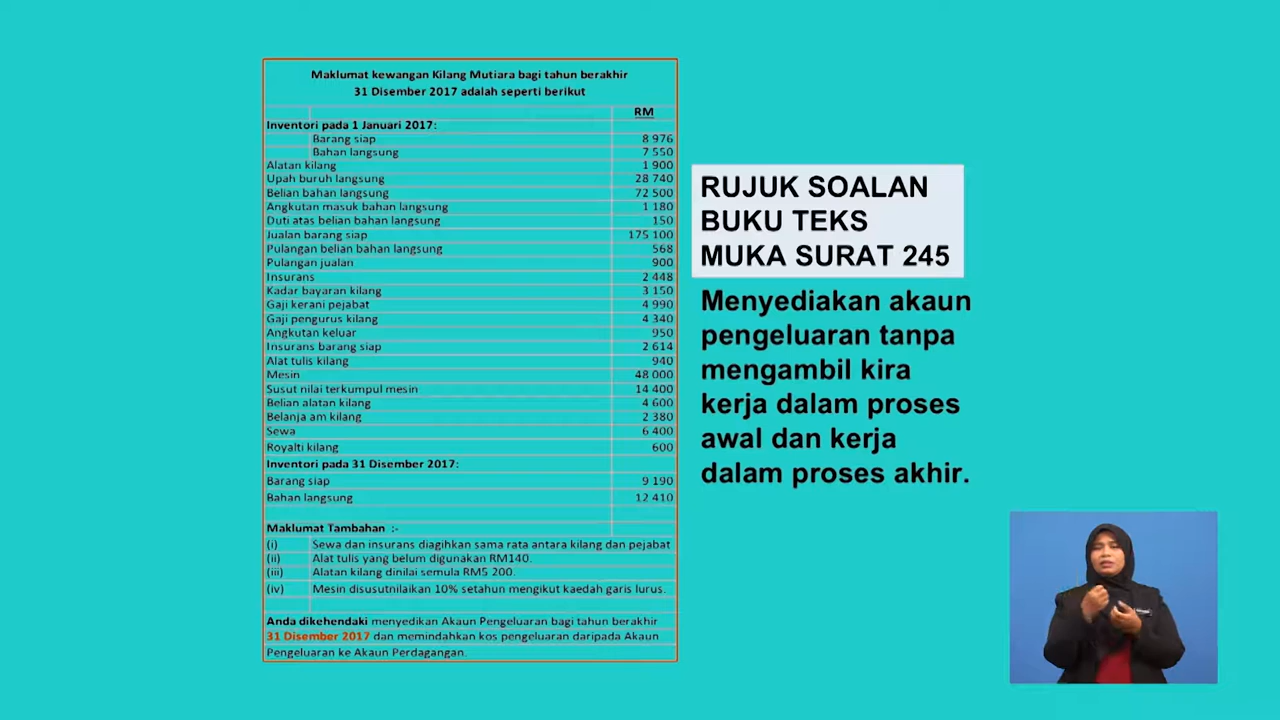 Maklumat kewangan Kilang Mutiara bagi tahun berakhir
31 Disember 2017 adalah seperti berikut
RM
Inventori pada 1 Januari 2017:
Barang siap 8 976
Bahan langsung 7 550
Alatan kilang 1 900
Upah buruh langsung 28 740
Belian bahan langsung 72 500
Angkutan masuk bahan langsung 1 180
Duti atas belian bahan langsung 150
Jualan barang siap 175 100
Pulangan belian bahan langsung 568
Pulangan jualan 900
Insurans 2 448
Kadar bayaran kilang 3 150
Gaji kerani pejabat 4 990
Gaji pengurus kilang 4 340
Angkutan keluar 950
Insurans barang siap 2 614
Alat tulis kilang 940
Mesin 48 000
Susut nilai terkumpul mesin 14 400
Belian alatan kilang 4 600
Belanja am kilang 2 380
Sewa 6 400
Royalti kilang 600
Inventori pada 31 Disember 2017:
Barang siap 9 190
Bahan langsung 12 410
Maklumat Tambahan :-
(i) Sewa dan insurans diagihkan sama rata antara kilang dan pejabat
(ii) Alat tulis yang belum digunakan RM140.
(iii) Alatan kilang dinilai semula RM5 200.
(iv) Mesin disusutnilaikan 10% setahun mengikut kaedah garis lurus.
Anda dikehendaki menyedikan Akaun Pengeluaran bagi tahun berakhir
31 Disember 2017 dan memindahkan kos pengeluaran daripada Akaun
Pengeluaran ke Akaun Perdagangan.
RUJUK SOALAN
BUKU TEKS
MUKA SURAT 245
Menyediakan akaun
pengeluaran tanpa
mengambil kira
kerja dalam proses
awal dan kerja
dalam proses akhir.